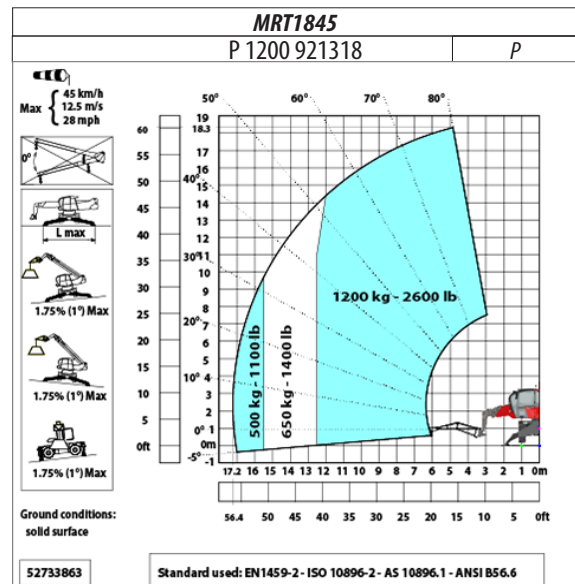 MRT1845
P 1200 921318 P
Max { 45 km/h
12.5 m/s
28 mph
0°
L max
1.75% (1°) Max
1.75% (1°) Max
1.75% (1°) Max
Ground conditions:
solid surface
50° 60° 70° 80°
40°
30°
20°
10°
0°
-5°
60
55
50
45
40
35
30
25
20
15
10
5
0ft
19
18.3
17
16
15
14
13
12
11
10
9
8
7
6
5
4
3
2
1
0m
-1
500 kg - 1100 lb
650 kg - 1400 lb
1200 kg - 2600 lb
17.2 16 15 14 13 12 11 10 9 8 7 6 5 4 3 2 1 0m
56.4 50 45 40 35 30 25 20 15 10 5 0ft
52733863
Standard used: EN1459-2 - ISO 10896-2 - AS 10896.1 - ANSI B56.6